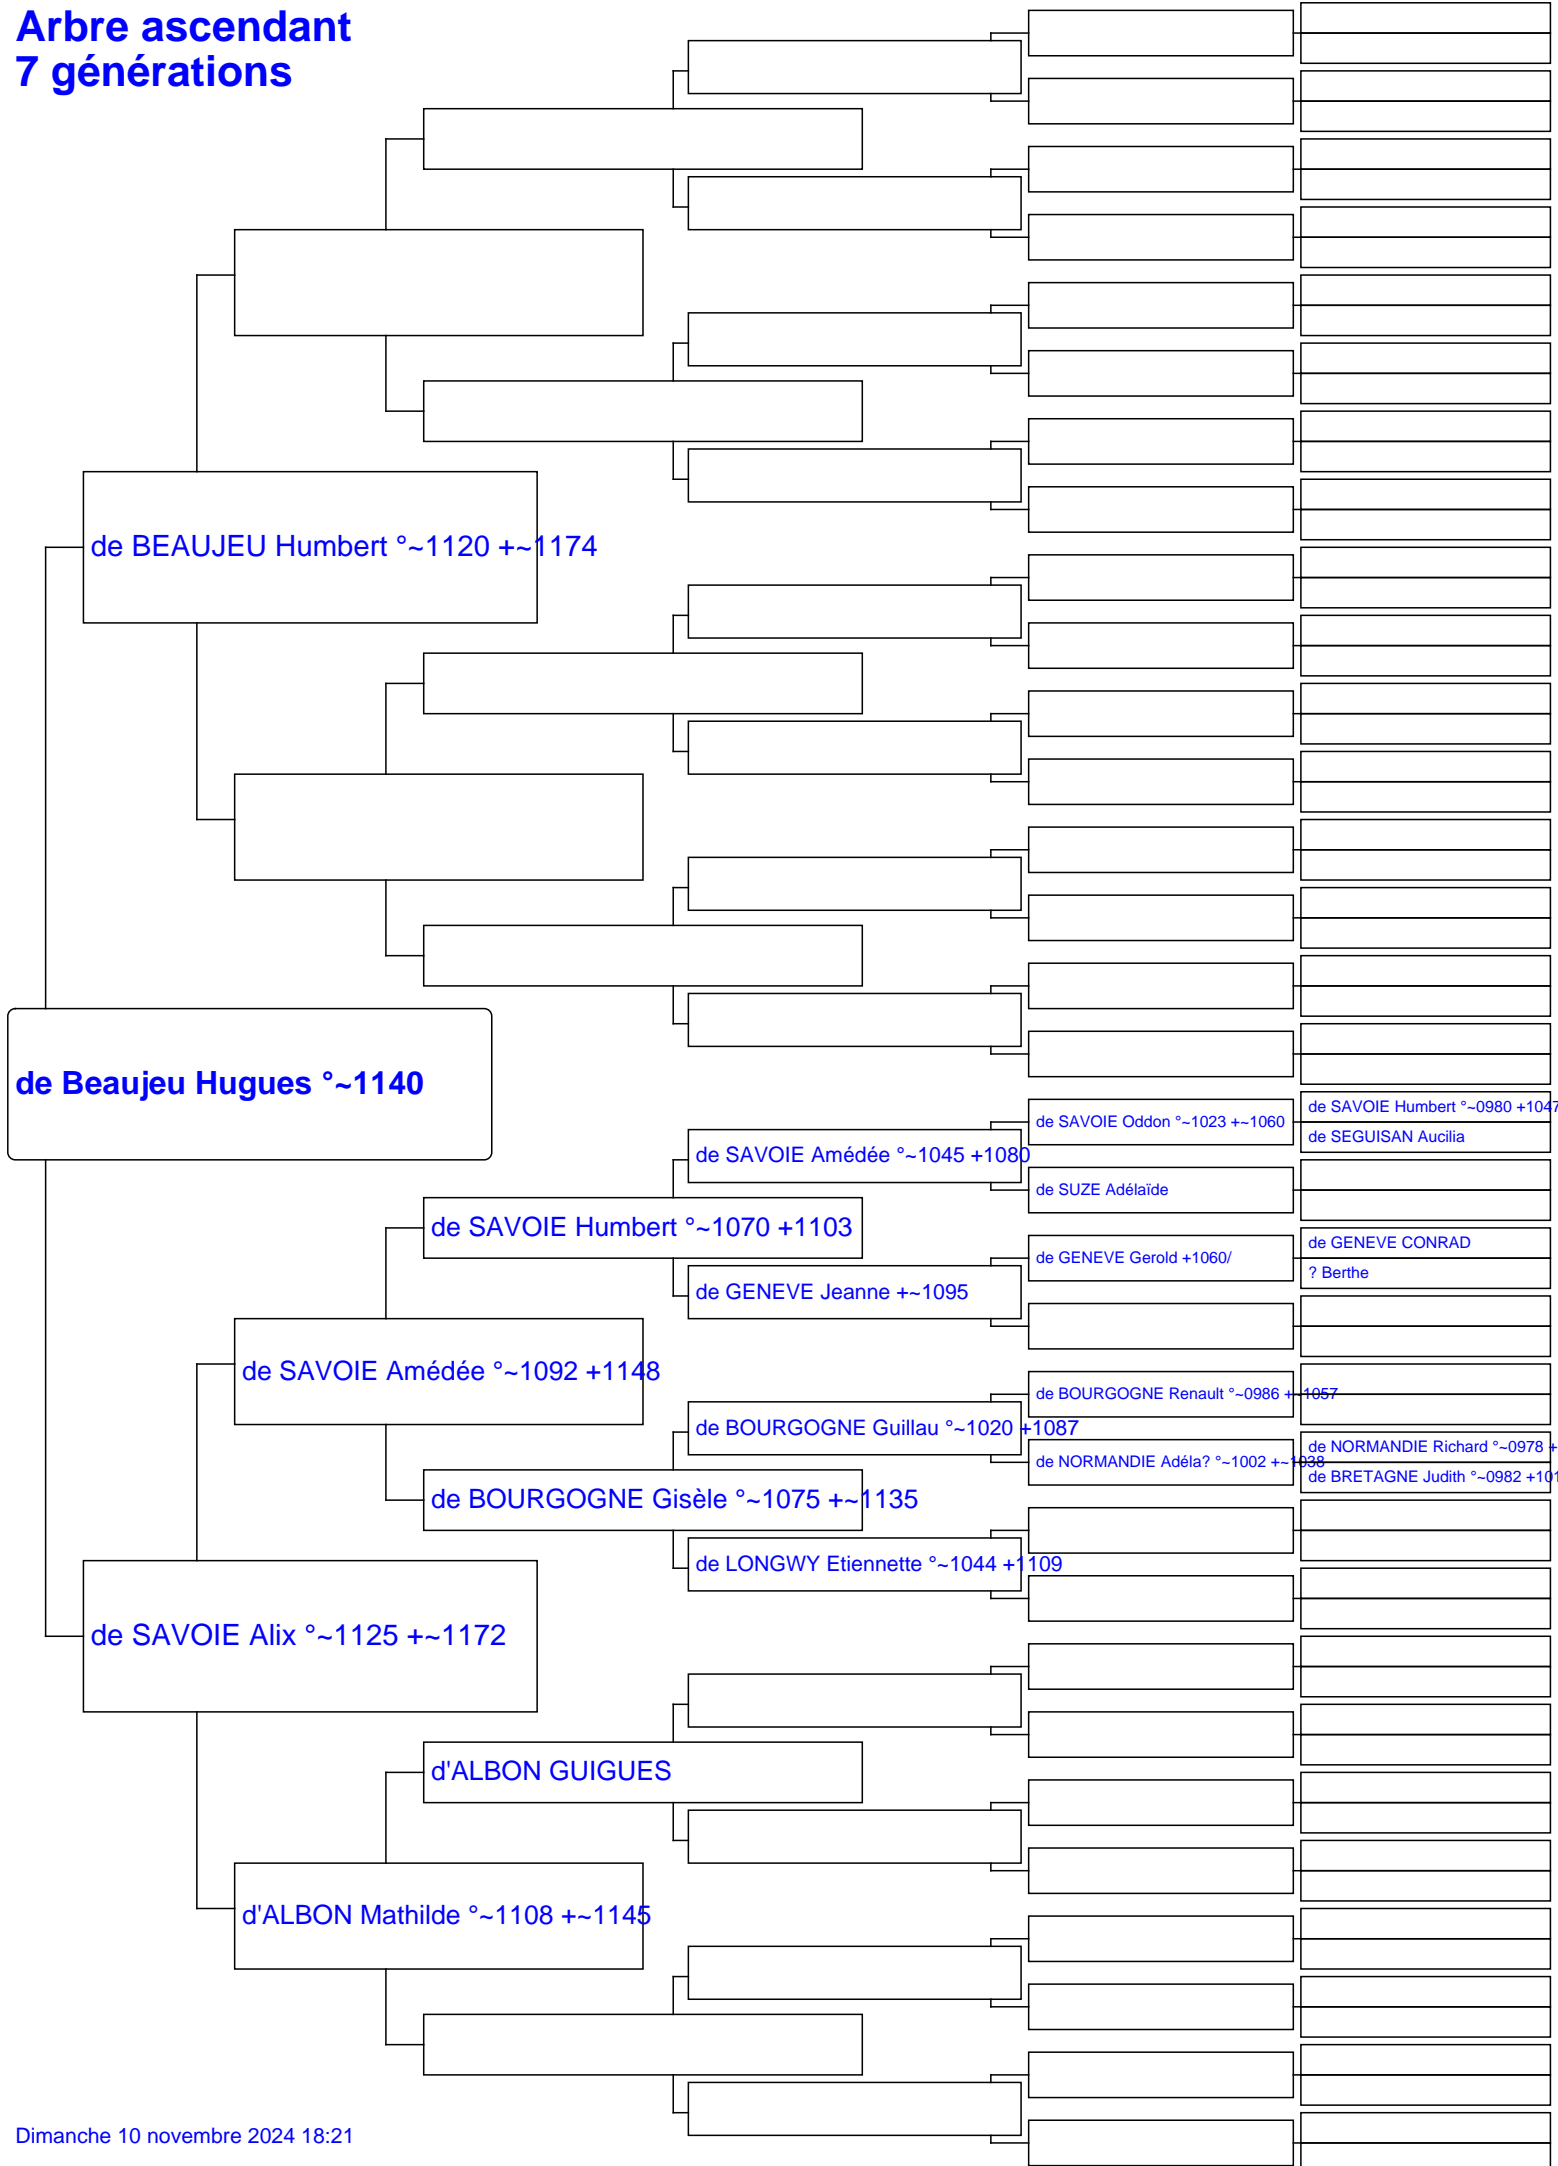 Arbre ascendant
7 générations
de BEAUJEU Humbert °~1120 +~1174
de Beaujeu Hugues °~1140
de SAVOIE Humbert °~0980 +1047
de SAVOIE Oddon °~1023 +~1060
de SEGUISAN Aucilia
de SAVOIE Amédée °~1045 +1080
de SUZE Adélaïde
de SAVOIE Humbert °~1070 +1103
de GENEVE CONRAD
de GENEVE Gerold +1060/
? Berthe
de GENEVE Jeanne +~1095
de SAVOIE Amédée °~1092 +1148
de BOURGOGNE Renault °~0986 +~1057
de BOURGOGNE Guillau °~1020 +1087
de NORMANDIE Richard °~0978 +
de NORMANDIE Adéla? °~1002 +~1038
de BRETAGNE Judith °~0982 +101
de BOURGOGNE Gisèle °~1075 +~1135
de LONGWY Etiennette °~1044 +1109
de SAVOIE Alix °~1125 +~1172
d'ALBON GUIGUES
d'ALBON Mathilde °~1108 +~1145
Dimanche 10 novembre 2024 18:21